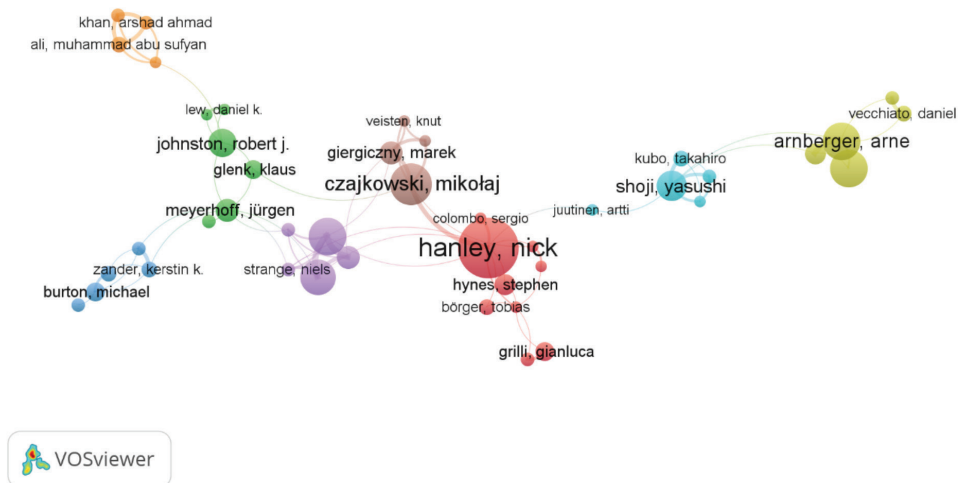 khan, arshad ahmad
ali, muhammad abu sufyan
lew, daniel k.
johnston, robert j.
glenk, klaus
meyerhoff, jürgen
zander, kerstin k.
burton, michael
strange, niels
veisten, knut
giergiczny, marek
czajkowski, mikołaj
colombo, sergio
hanley, nick
hynes, stephen
börger, tobias
grilli, gianluca
juutinen, artti
kubo, takahiro
shoji, yasushi
vecchiato, daniel
arnberger, arne
VOSviewer